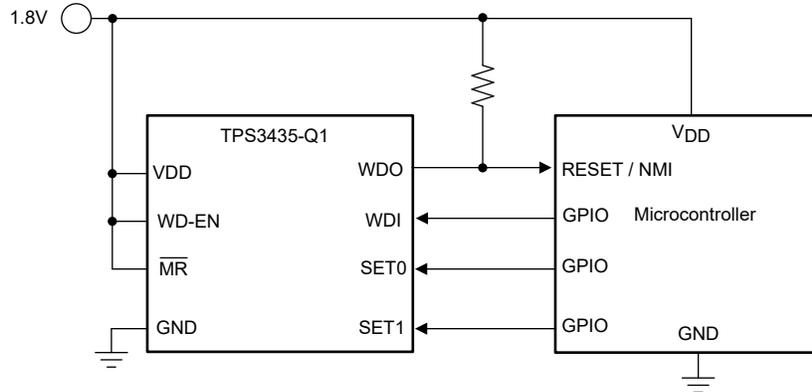 1.8V
TPS3435-Q1
VDD
WD-EN
MR
GND
WDO
WDI
SET0
SET1
VDD
RESET / NMI
GPIO
Microcontroller
GPIO
GPIO
GND